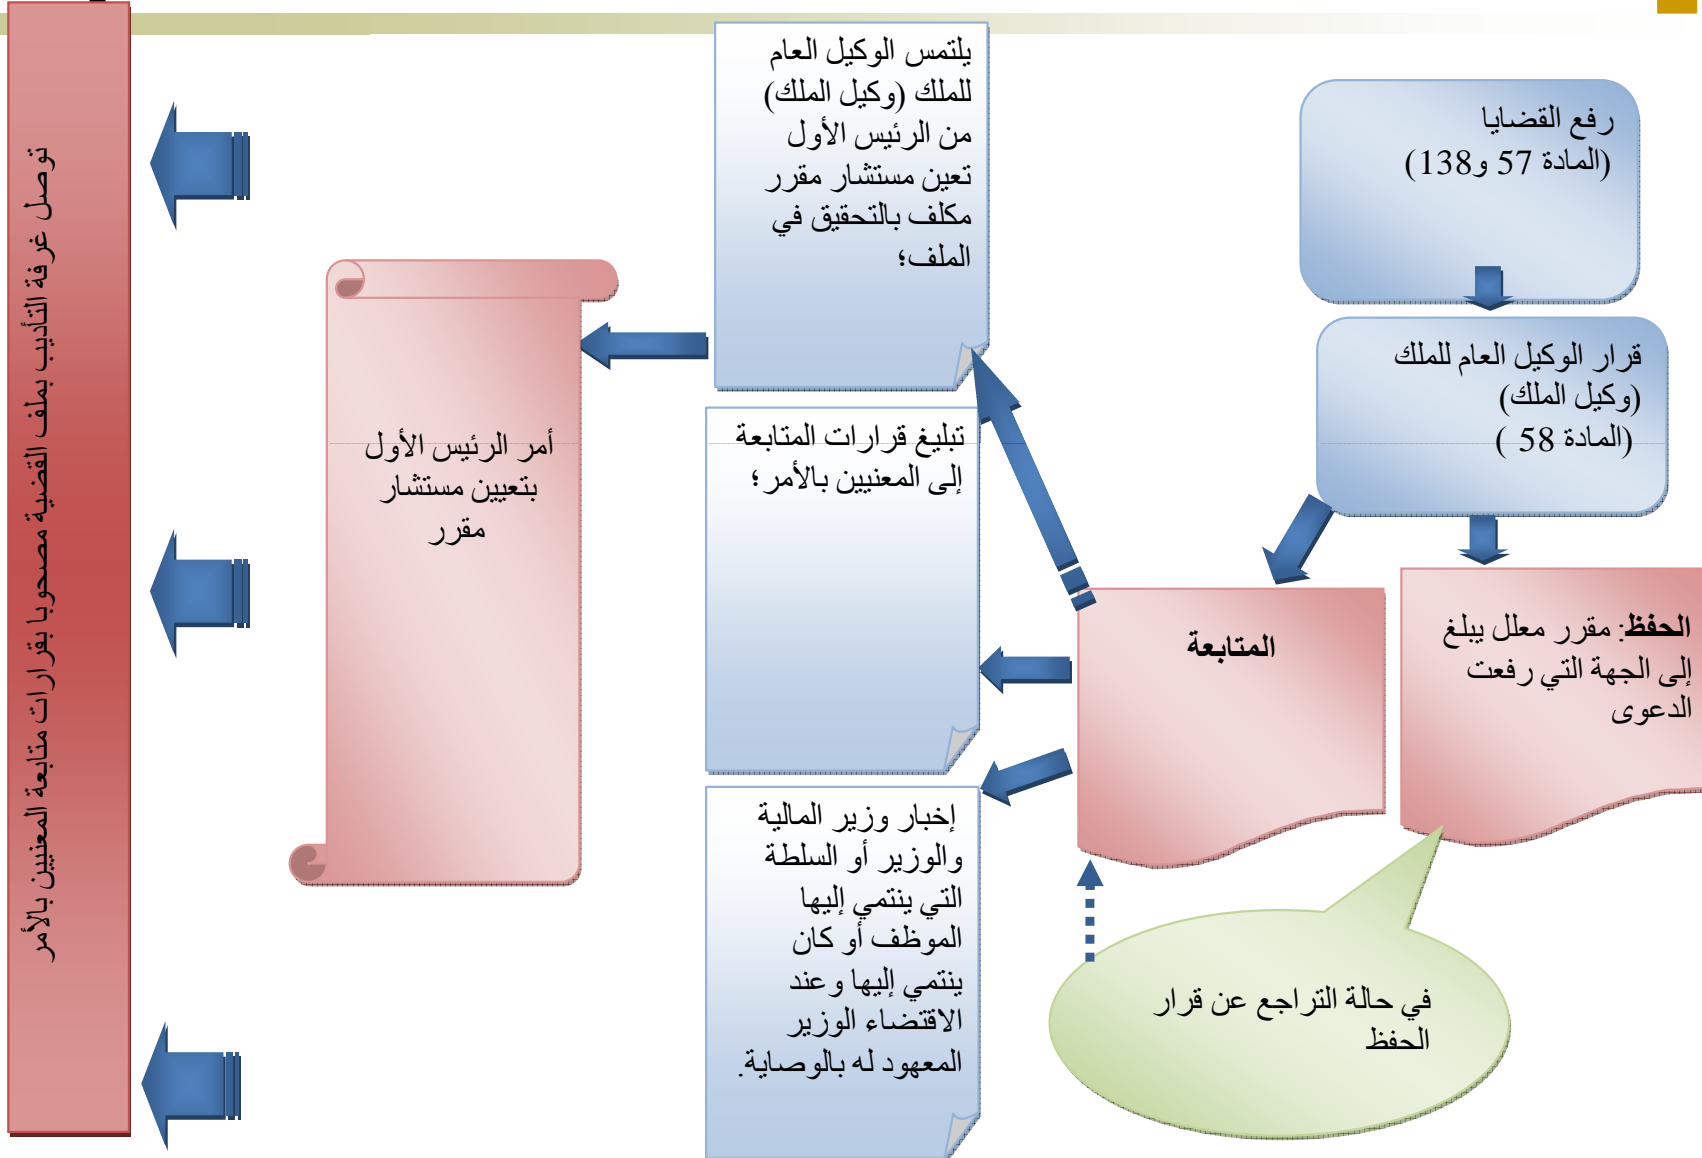 رفع القضايا
(المادة 57 و138)
قرار الوكيل العام للملك
(وكيل الملك)
(المادة 58 )
الحفظ: مقرر معلل يبلغ
إلى الجهة التي رفعت
الدعوى
المتابعة
في حالة التراجع عن قرار
الحفظ
يلتمس الوكيل العام
للملك (وكيل الملك)
من الرئيس الأول
تعين مستشار مقرر
مكلف بالتحقيق في
الملف؛
تبليغ قرارات المتابعة
إلى المعنيين بالأمر؛
إخبار وزير المالية
والوزير أو السلطة
التي ينتمي إليها
الموظف أو كان
ينتمي إليها وعند
الاقتضاء الوزير
المعهود له بالوصاية.
أمر الرئيس الأول
بتعيين مستشار
مقرر
توصل غرفة التأديب بملف القضية مصحوبا بقرارات متابعة المعنيين بالأمر